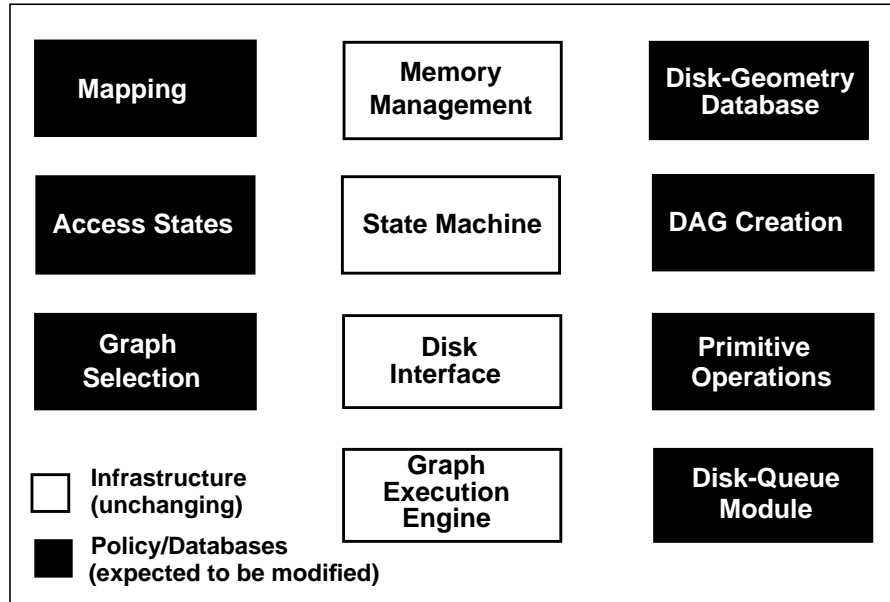 Mapping
Memory
Management
Disk-Geometry
Database
Access States
State Machine
DAG Creation
Graph
Selection
Disk
Interface
Primitive
Operations
Graph
Execution
Engine
Disk-Queue
Module
Infrastructure
(unchanging)
Policy/Databases
(expected to be modified)